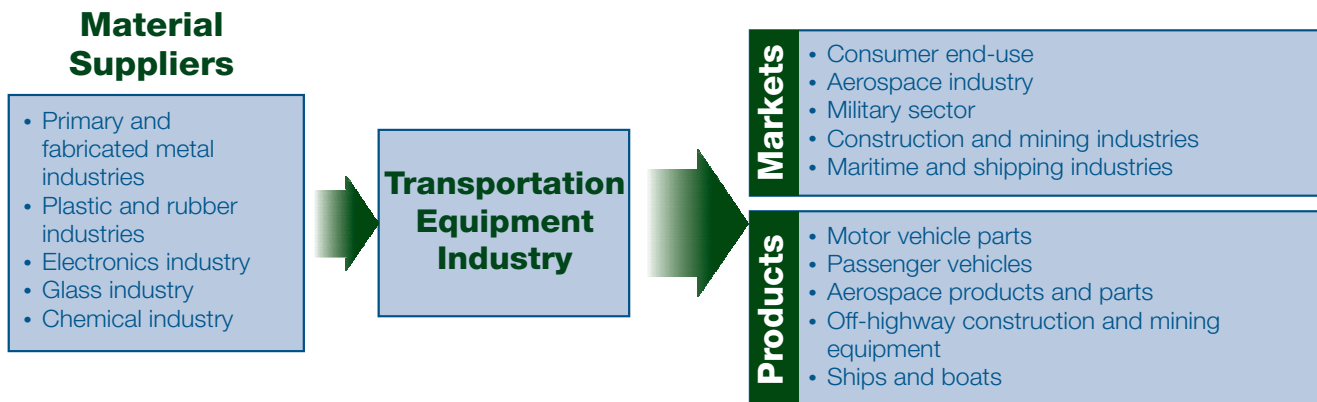 Material
Suppliers
• Primary and
fabricated metal
industries
• Plastic and rubber
industries
• Electronics industry
• Glass industry
• Chemical industry
Transportation
Equipment
Industry
Markets
• Consumer end-use
• Aerospace industry
• Military sector
• Construction and mining industries
• Maritime and shipping industries
Products
• Motor vehicle parts
• Passenger vehicles
• Aerospace products and parts
• Off-highway construction and mining
equipment
• Ships and boats